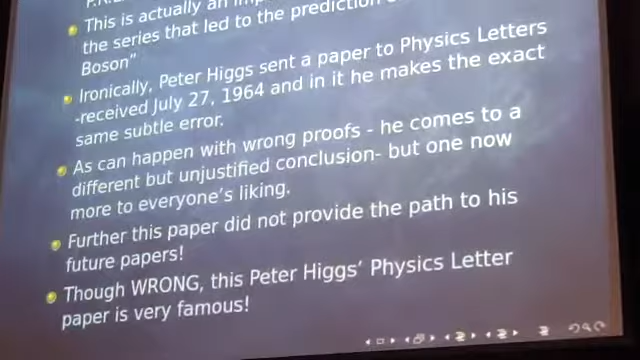 This is actually an
the series that led to the prediction
Boson”
Ironically, Peter Higgs sent a paper to Physics Letters
-received July 27, 1964 and in it he makes the exact
same subtle error.
As can happen with wrong proofs - he comes to a
different but unjustified conclusion- but one now
more to everyone’s liking.
Further this paper did not provide the path to his
future papers!
Though WRONG, this Peter Higgs’ Physics Letter
paper is very famous!